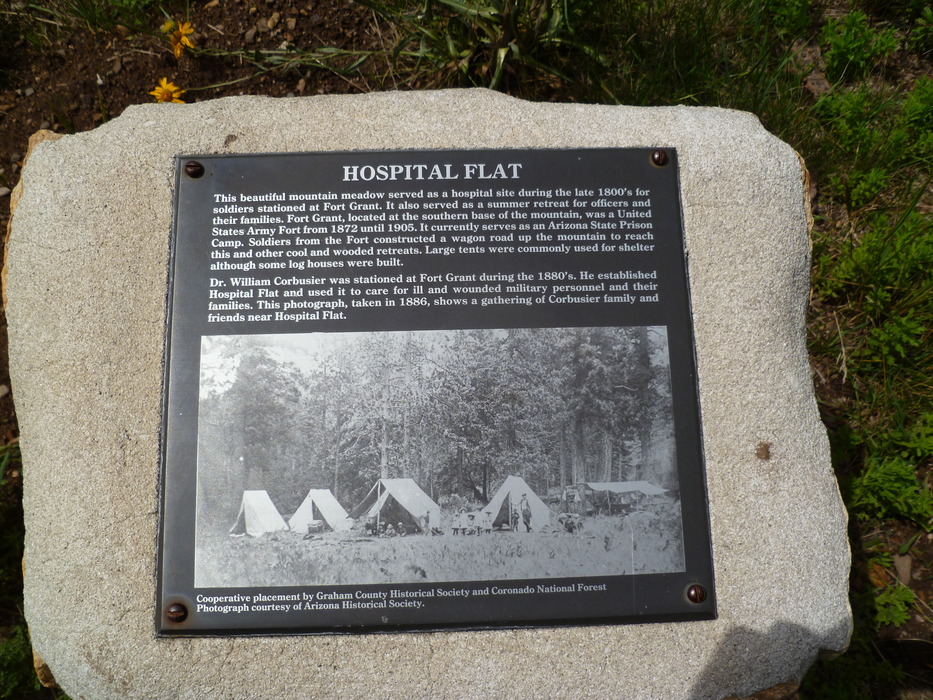 HOSPITAL FLAT
This beautiful mountain meadow served as a hospital site during the late 1800's for
soldiers stationed at Fort Grant. It also served as a summer retreat for officers and
their families. Fort Grant, located at the southern base of the mountain, was a United
States Army Fort from 1872 until 1905. It currently serves as an Arizona State Prison
Camp. Soldiers from the Fort constructed a wagon road up the mountain to reach
this and other cool and wooded retreats. Large tents were commonly used for shelter
although some log houses were built.
Dr. William Corbusier was stationed at Fort Grant during the 1880's. He established
Hospital Flat and used it to care for ill and wounded military personnel and their
families. This photograph, taken in 1886, shows a gathering of Corbusier family and
friends near Hospital Flat.
Cooperative placement by Graham County Historical Society and Coronado National Forest
Photograph courtesy of Arizona Historical Society.